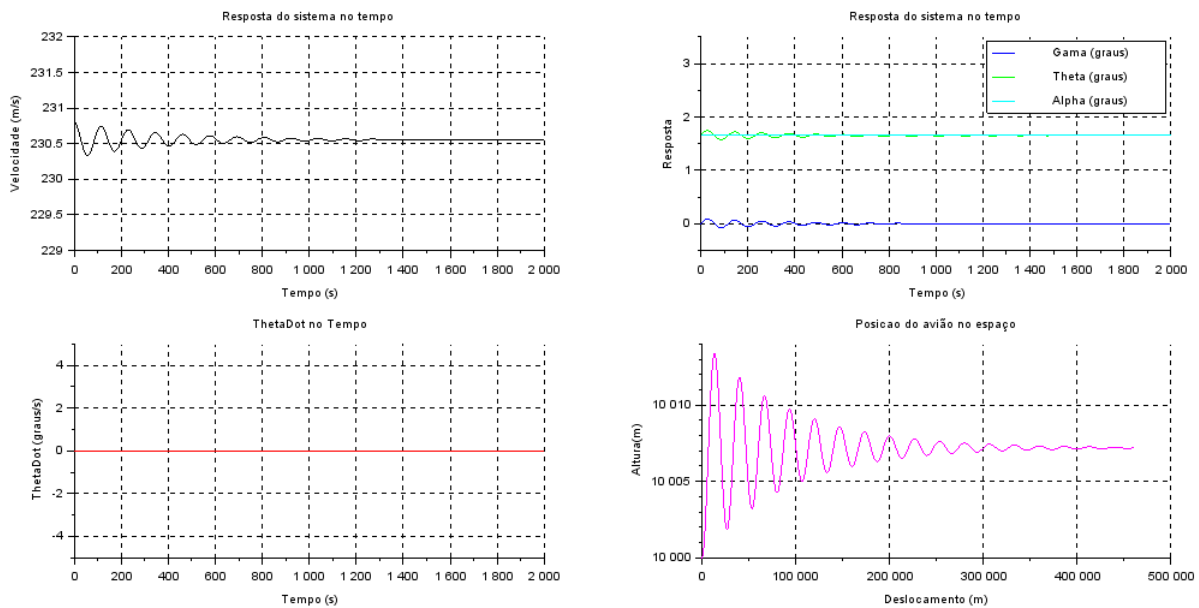 Resposta do sistema no tempo
232
231.5
231
230.5
230
229.5
229
Velocidade (m/s)
0 200 400 600 800 1 000 1 200 1 400 1 600 1 800 2 000
Tempo (s)
Resposta do sistema no tempo
Gama (graus)
Theta (graus)
Alpha (graus)
3
2
1
0
Resposta
0 200 400 600 800 1 000 1 200 1 400 1 600 1 800 2 000
Tempo (s)
ThetaDot no Tempo
4
2
0
-2
-4
ThetaDot (graus/s)
0 200 400 600 800 1 000 1 200 1 400 1 600 1 800 2 000
Tempo (s)
Posicao do avião no espaço
10 010
10 005
10 000
Altura(m)
0 100 000 200 000 300 000 400 000 500 000
Deslocamento (m)